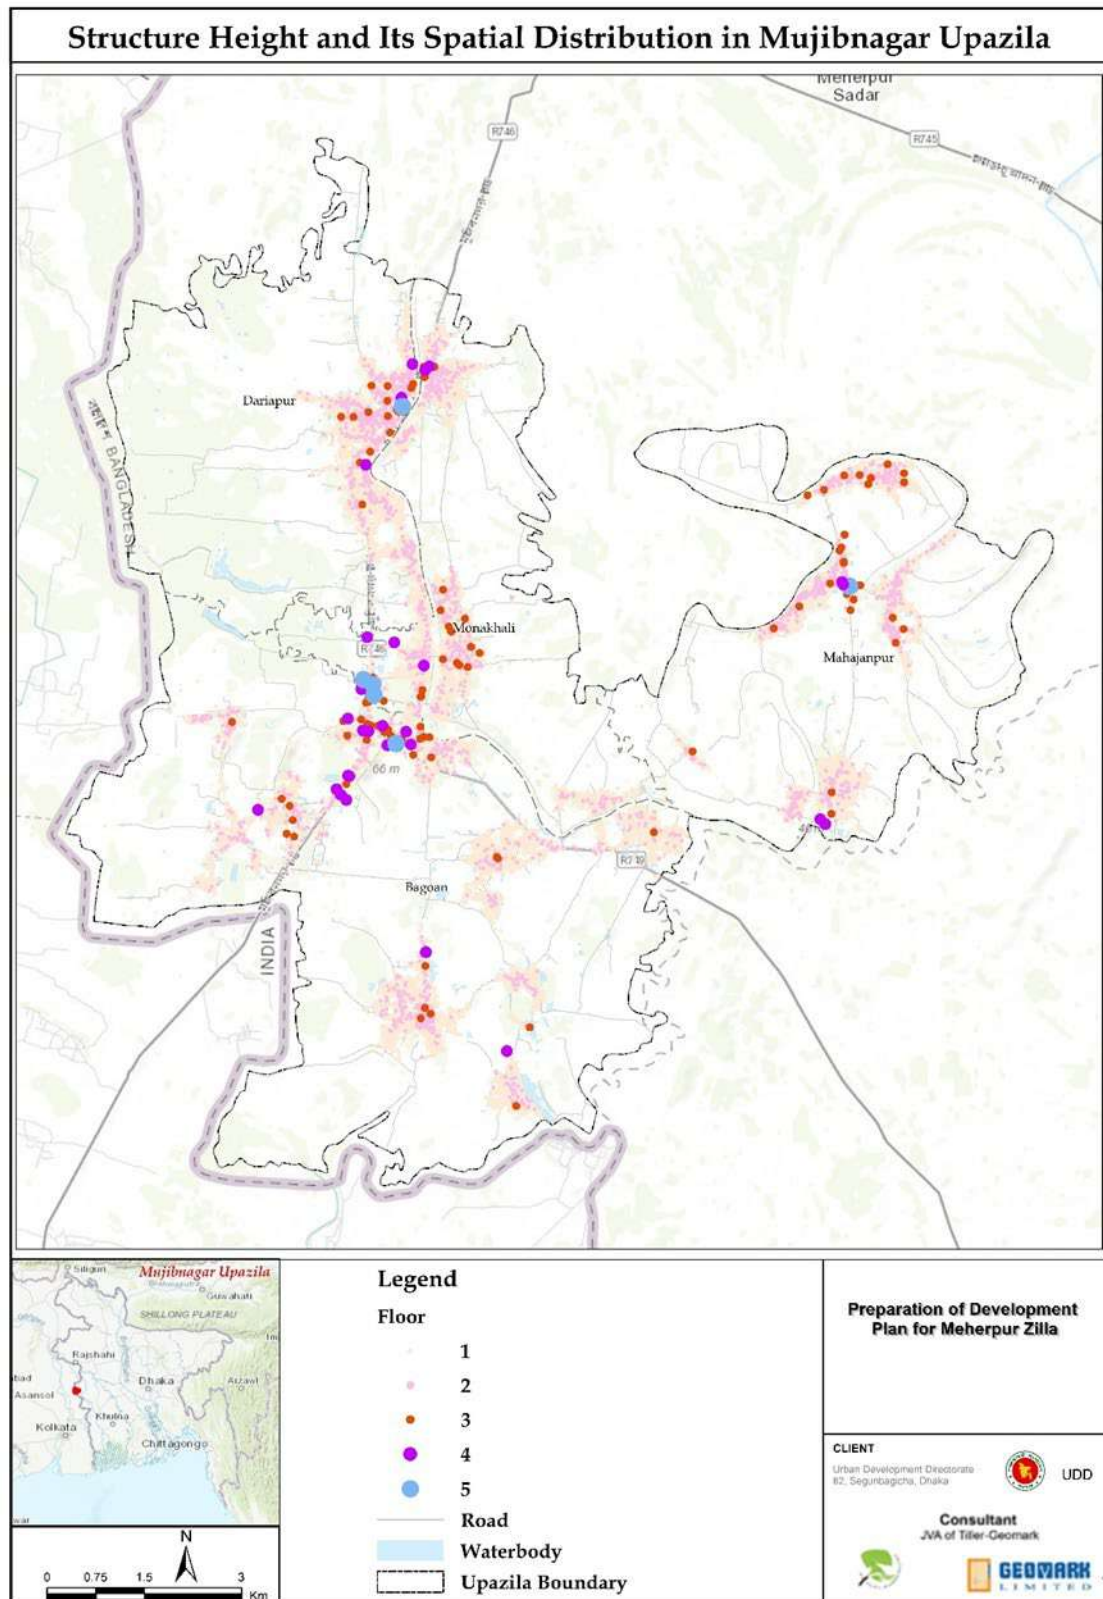 Structure Height and Its Spatial Distribution in Mujibnagar Upazila
Meherpur
Sadar
R746
R745
Dariapur
BANGLADESH
Monakhali
R746
Mahajanpur
66 m
R749
Bagoan
INDIA
Siliguri
Mujibnagar Upazila
Guwahati
SHILLONG PLATEAU
Rajshahi
Dhaka
Aizawl
Asansol
Khulna
Kolkata
Chittagong
N
0 0.75 1.5 3
Km
Legend
Floor
1
2
3
4
5
Road
Waterbody
Upazila Boundary
Preparation of Development
Plan for Meherpur Zilla
CLIENT
Urban Development Directorate
82, Segunbagicha, Dhaka
UDD
Consultant
JVA of Tiller-Geomark
GEOMARK
LIMITED